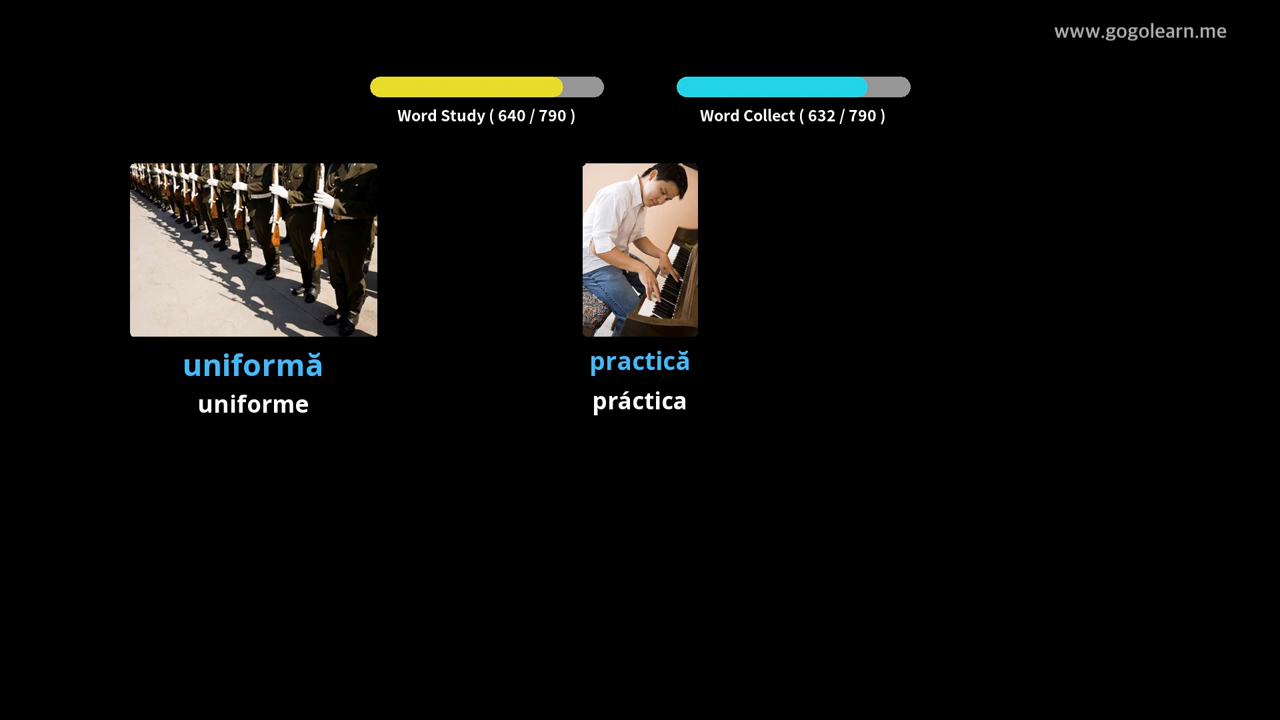 www.gogolearn.me
Word Study ( 640 / 790 )
Word Collect ( 632 / 790 )
uniformă
uniforme
practică
práctica